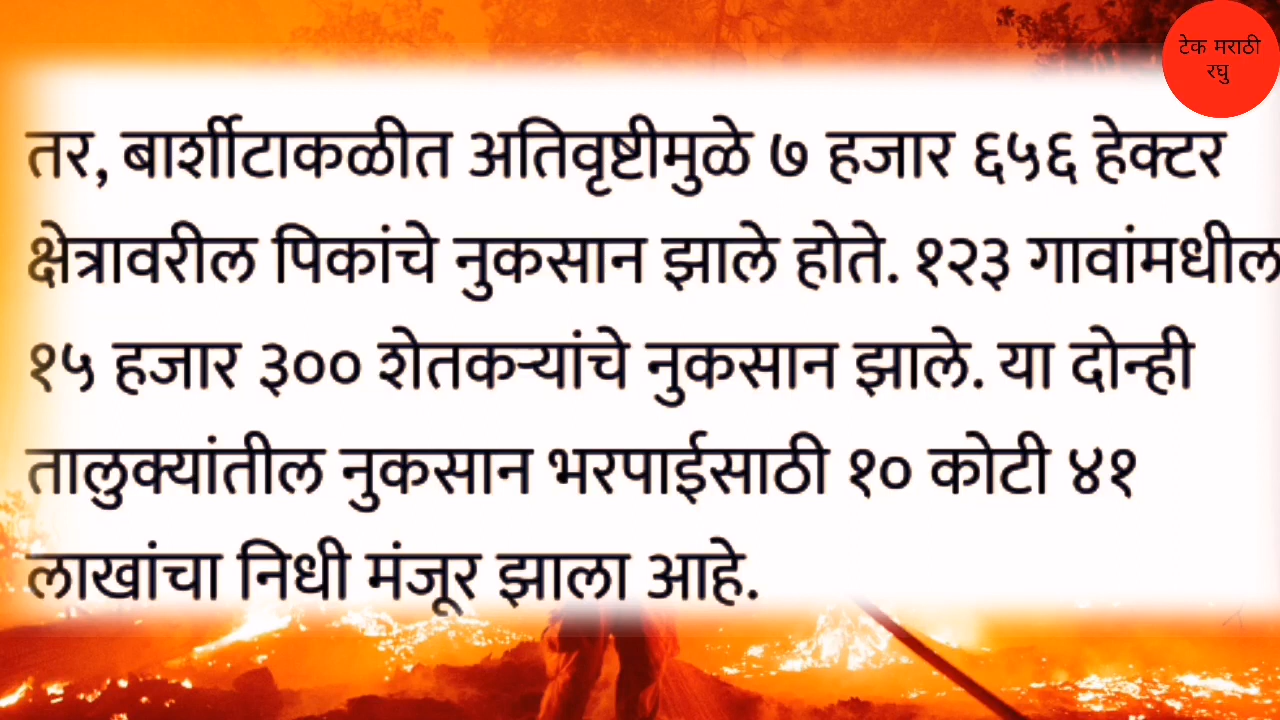 टेक मराठी
रघु
तर, बार्शीटाकळीत अतिवृष्टीमुळे ७ हजार ६५६ हेक्टर
क्षेत्रावरील पिकांचे नुकसान झाले होते. १२३ गावांमधील
१५ हजार ३०० शेतकऱ्यांचे नुकसान झाले. या दोन्ही
तालुक्यांतील नुकसान भरपाईसाठी १० कोटी ४१
लाखांचा निधी मंजूर झाला आहे.